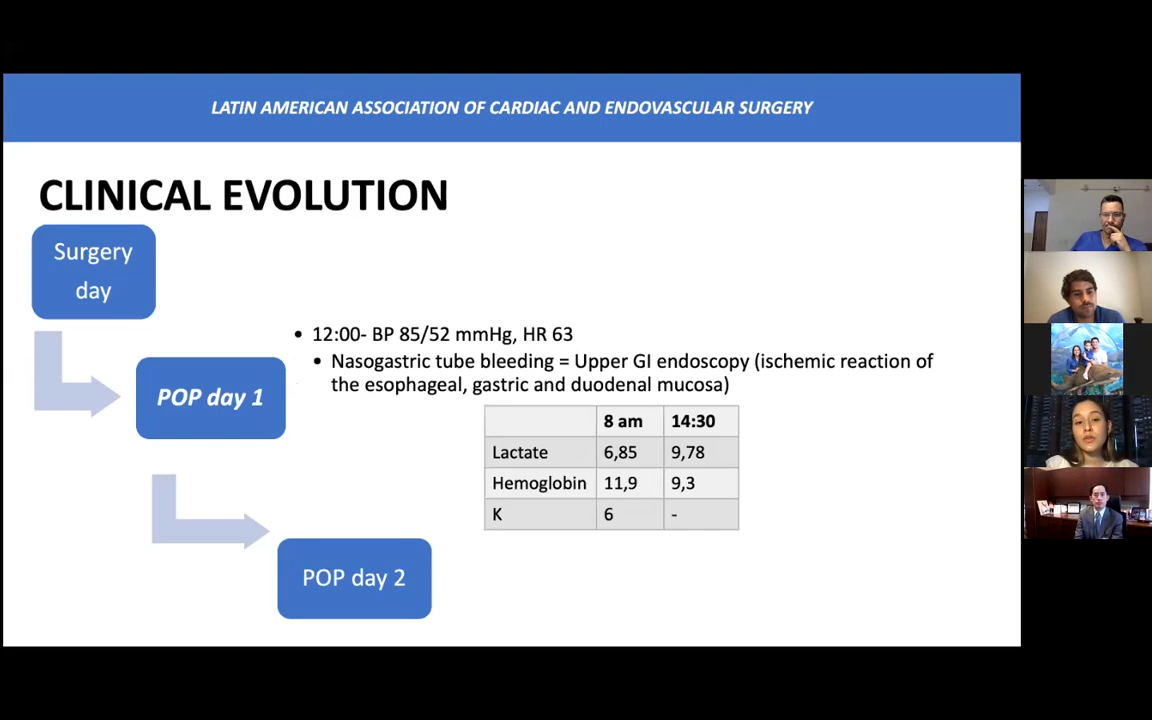 LATIN AMERICAN ASSOCIATION OF CARDIAC AND ENDOVASCULAR SURGERY
CLINICAL EVOLUTION
Surgery
day
• 12:00- BP 85/52 mmHg, HR 63
• Nasogastric tube bleeding = Upper GI endoscopy (ischemic reaction of
the esophageal, gastric and duodenal mucosa)
POP day 1
8 am 14:30
Lactate 6,85 9,78
Hemoglobin 11,9 9,3
K 6 -
POP day 2